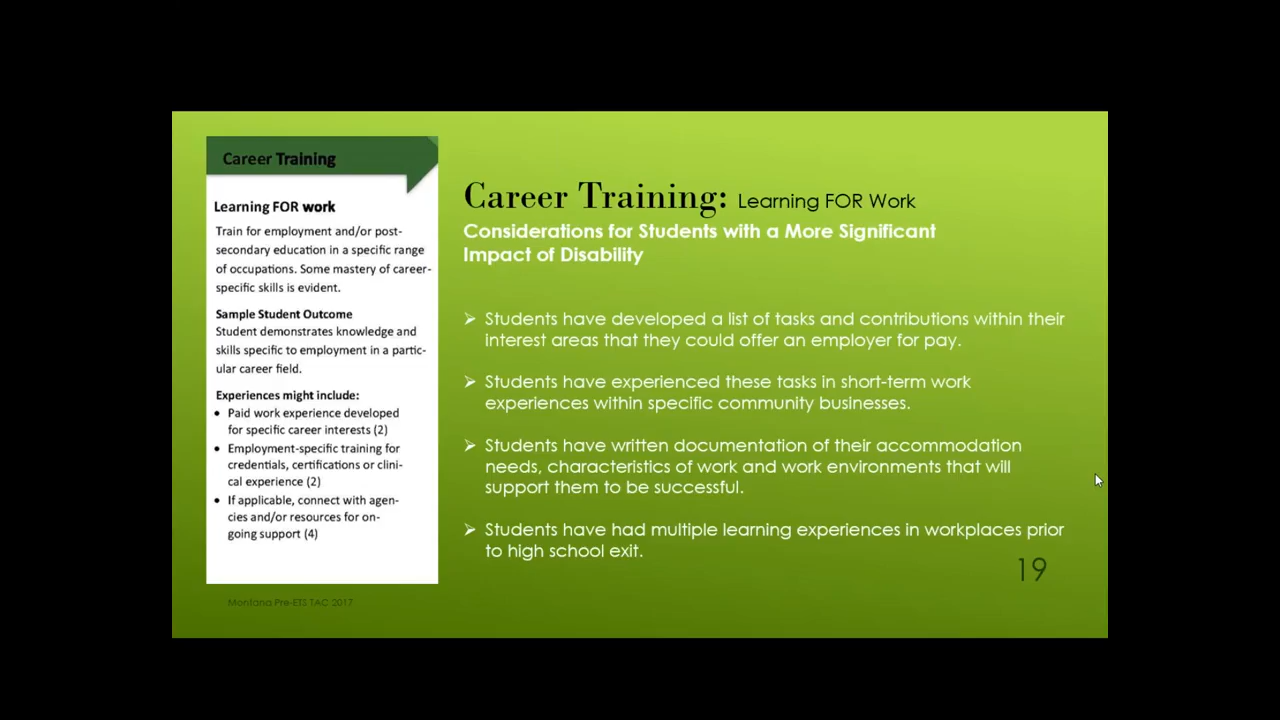 Career Training
Learning FOR work
Train for employment and/or post-
secondary education in a specific range
of occupations. Some mastery of career-
specific skills is evident.
Sample Student Outcome
Student demonstrates knowledge and
skills specific to employment in a partic-
ular career field.
Experiences might include:
• Paid work experience developed
for specific career interests (2)
• Employment-specific training for
credentials, certifications or clini-
cal experience (2)
• If applicable, connect with agen-
cies and/or resources for on-
going support (4)
Career Training: Learning FOR Work
Considerations for Students with a More Significant
Impact of Disability
➢ Students have developed a list of tasks and contributions within their
interest areas that they could offer an employer for pay.
➢ Students have experienced these tasks in short-term work
experiences within specific community businesses.
➢ Students have written documentation of their accommodation
needs, characteristics of work and work environments that will
support them to be successful.
➢ Students have had multiple learning experiences in workplaces prior
to high school exit.
19
Montana Pre-ETS TAC 2017